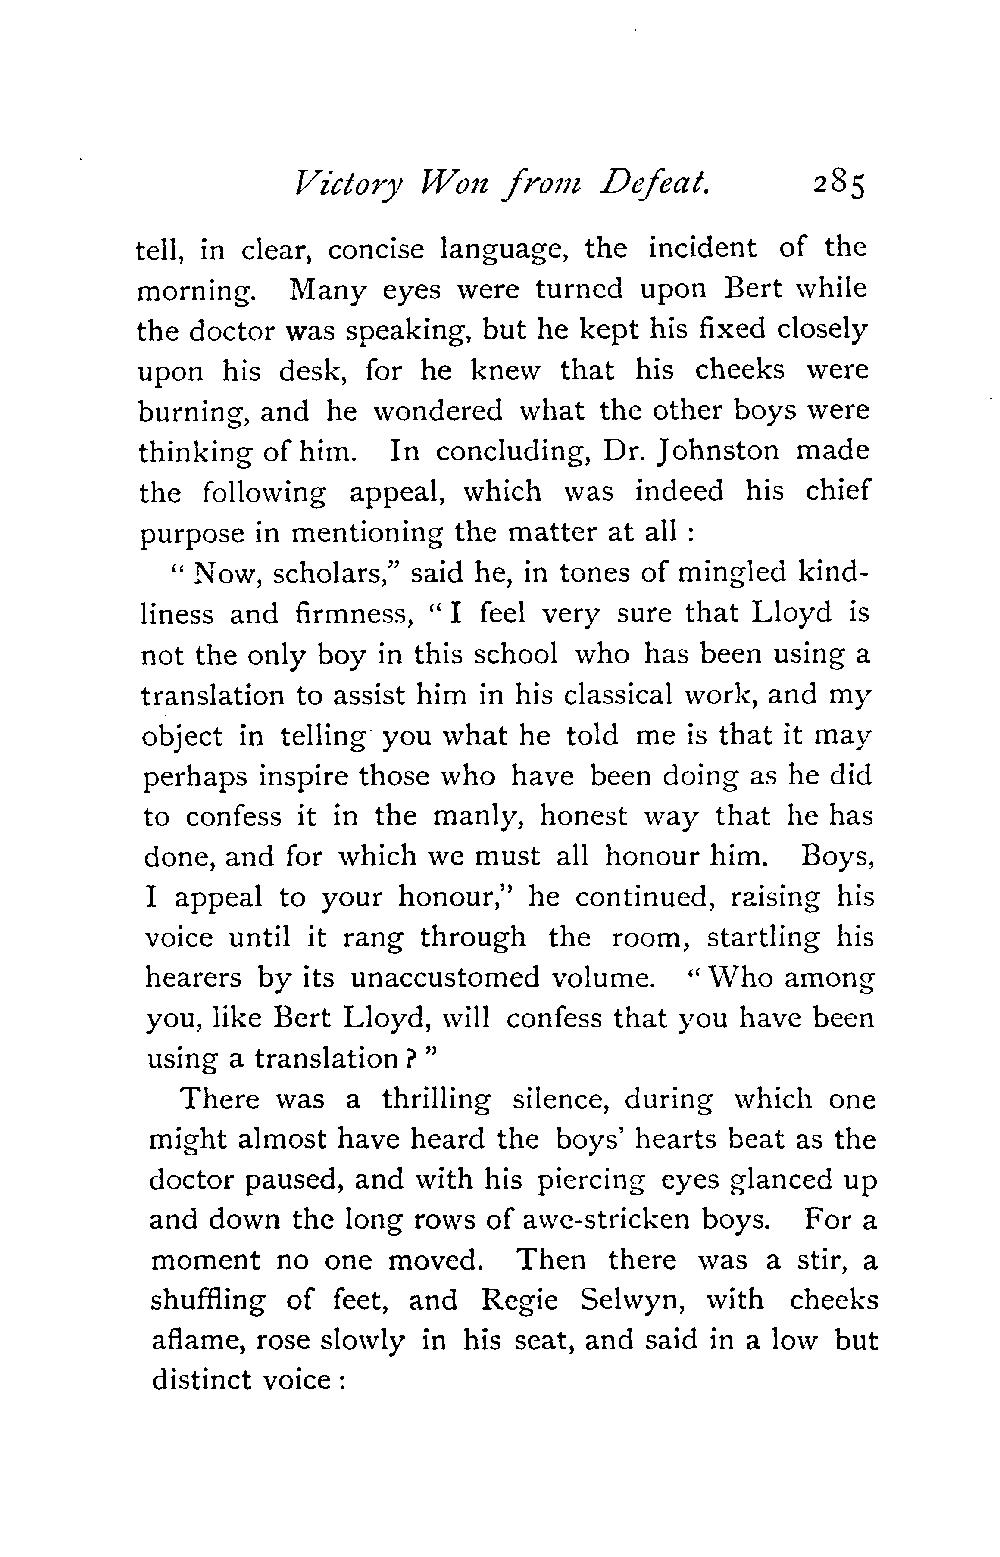 Victory Won from Defeat. 285
tell, in clear, concise language, the incident of the
morning. Many eyes were turned upon Bert while
the doctor was speaking, but he kept his fixed closely
upon his desk, for he knew that his cheeks were
burning, and he wondered what the other boys were
thinking of him. In concluding, Dr. Johnston made
the following appeal, which was indeed his chief
purpose in mentioning the matter at all :
“ Now, scholars,” said he, in tones of mingled kind-
liness and firmness, “ I feel very sure that Lloyd is
not the only boy in this school who has been using a
translation to assist him in his classical work, and my
object in telling you what he told me is that it may
perhaps inspire those who have been doing as he did
to confess it in the manly, honest way that he has
done, and for which we must all honour him. Boys,
I appeal to your honour,” he continued, raising his
voice until it rang through the room, startling his
hearers by its unaccustomed volume. “ Who among
you, like Bert Lloyd, will confess that you have been
using a translation ? ”
There was a thrilling silence, during which one
might almost have heard the boys’ hearts beat as the
doctor paused, and with his piercing eyes glanced up
and down the long rows of awe-stricken boys. For a
moment no one moved. Then there was a stir, a
shuffling of feet, and Regie Selwyn, with cheeks
aflame, rose slowly in his seat, and said in a low but
distinct voice :